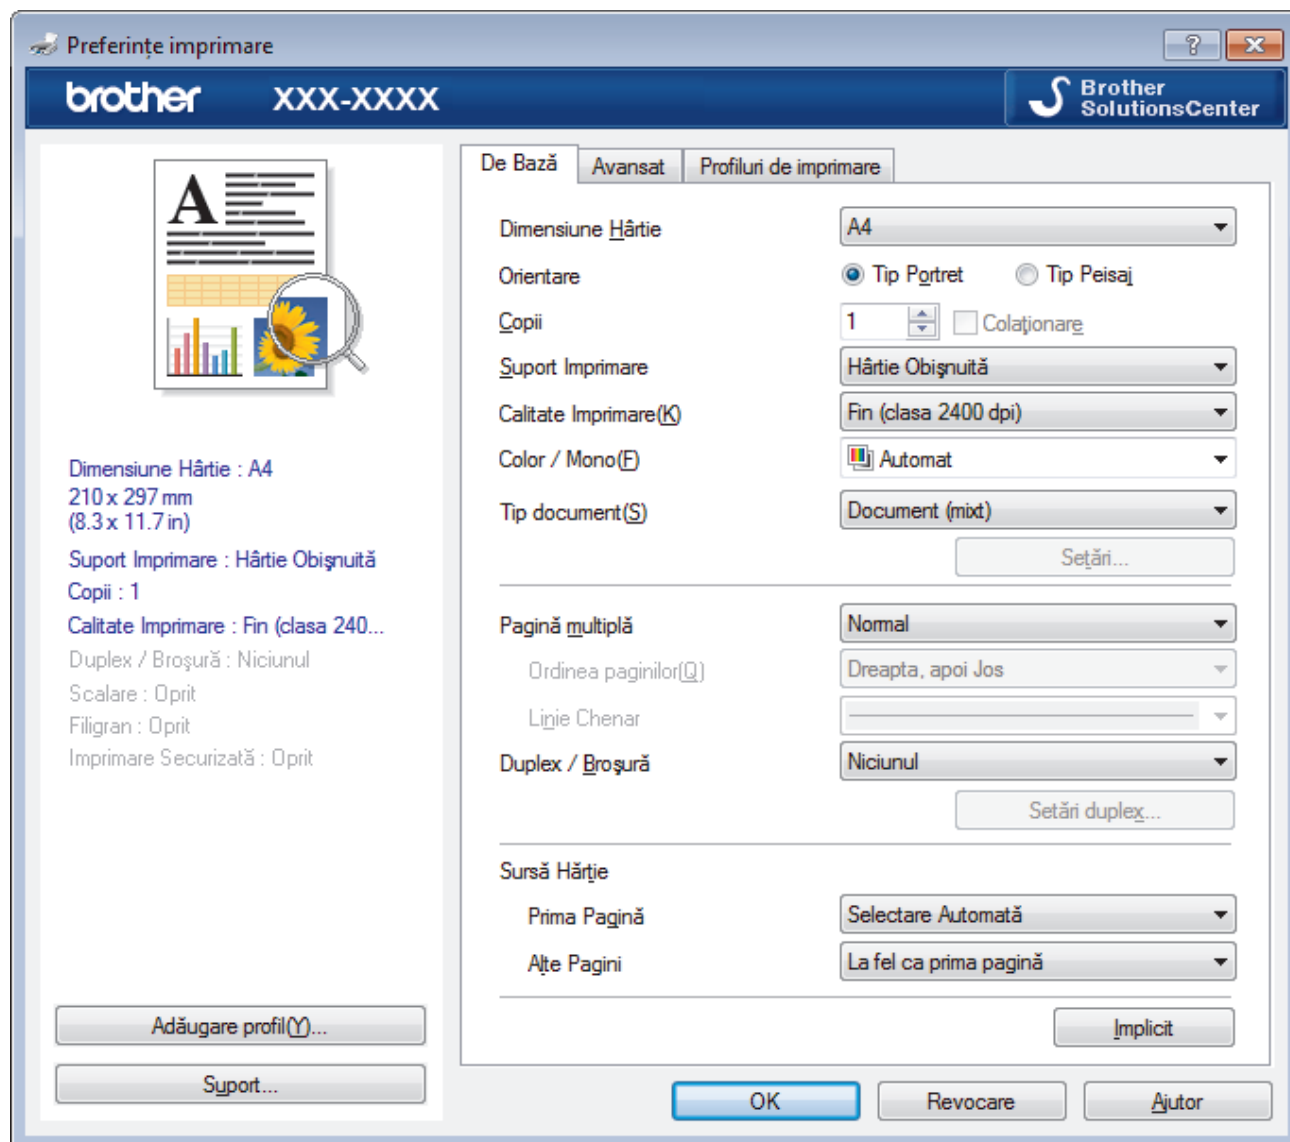 Preferințe imprimare
brother XXX-XXXX
Brother
SolutionsCenter
De Bază Avansat Profiluri de imprimare
A
Dimensiune Hârtie : A4
210 x 297 mm
(8.3 x 11.7 in)
Suport Imprimare : Hârtie Obişnuită
Copii : 1
Calitate Imprimare : Fin (clasa 240...
Duplex / Broşură : Niciunul
Scalare : Oprit
Filigran : Oprit
Imprimare Securizată : Oprit
Adăugare profil(Y)...
Suport...
Dimensiune Hârtie A4
Orientare Tip Portret Tip Peisaj
Copii 1 Colaţionare
Suport Imprimare Hârtie Obişnuită
Calitate Imprimare(K) Fin (clasa 2400 dpi)
Color / Mono(F) Automat
Tip document(S) Document (mixt)
Setări...
Pagină multiplă Normal
Ordinea paginilor(Q) Dreapta, apoi Jos
Linie Chenar
Duplex / Broşură Niciunul
Setări duplex...
Sursă Hărţie
Prima Pagină Selectare Automată
Alte Pagini La fel ca prima pagină
Implicit
OK Revocare Ajutor